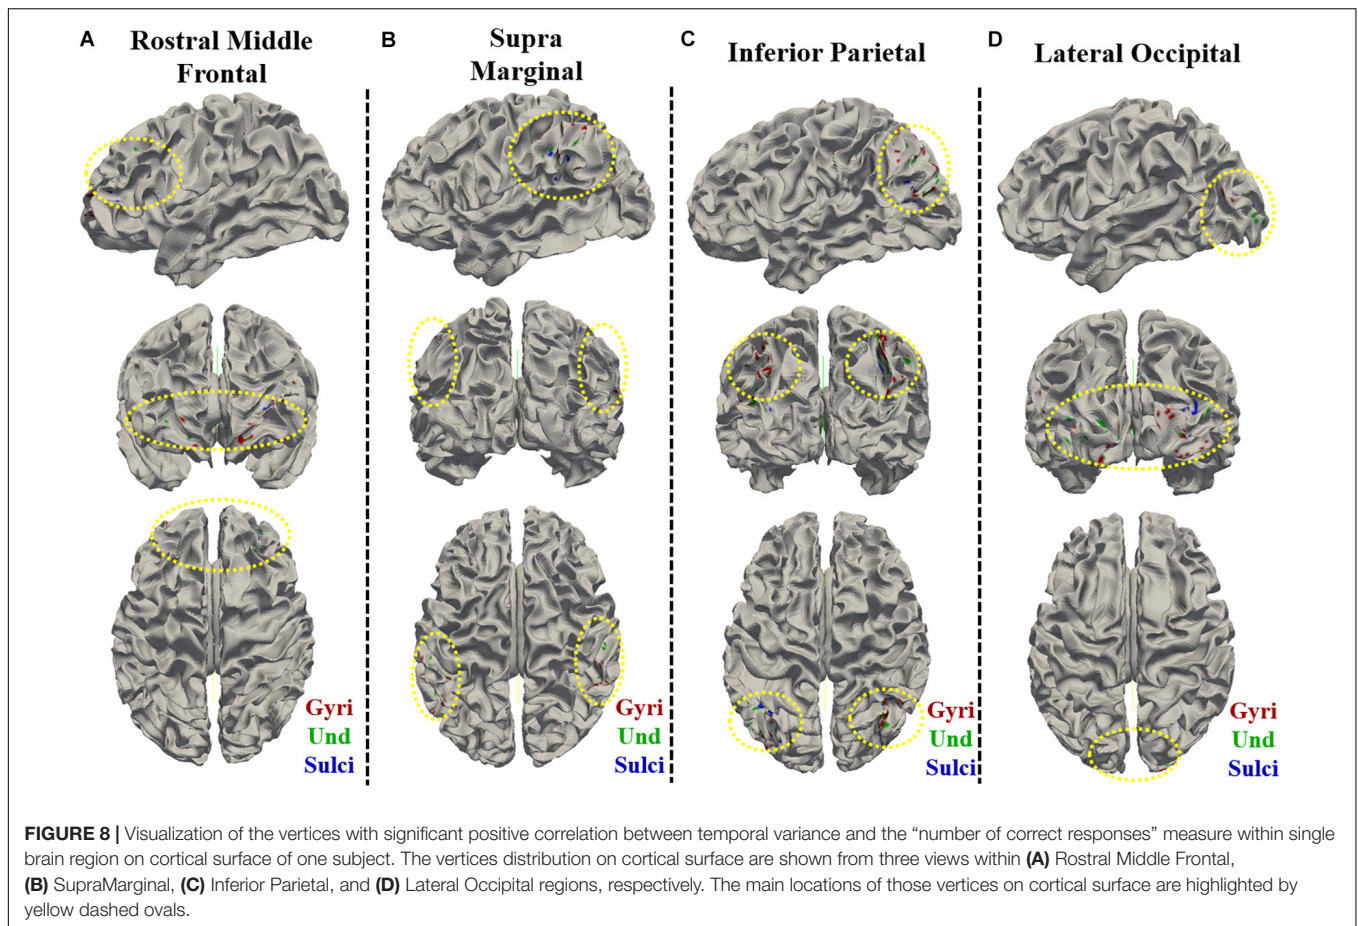 A Rostral Middle Frontal
B Supra Marginal
C Inferior Parietal
D Lateral Occipital
Gyri
Und
Sulci
Gyri
Und
Sulci
Gyri
Und
Sulci
Gyri
Und
Sulci
FIGURE 8 | Visualization of the vertices with significant positive correlation between temporal variance and the “number of correct responses” measure within single
brain region on cortical surface of one subject. The vertices distribution on cortical surface are shown from three views within (A) Rostral Middle Frontal,
(B) SupraMarginal, (C) Inferior Parietal, and (D) Lateral Occipital regions, respectively. The main locations of those vertices on cortical surface are highlighted by
yellow dashed ovals.